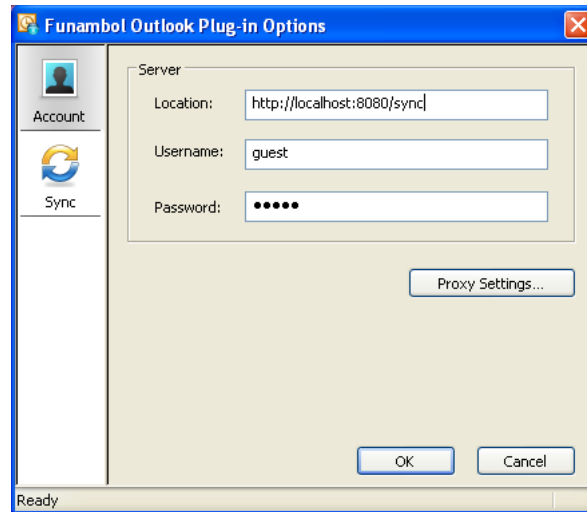 Funambol Outlook Plug-in Options
Account
Sync
Server
Location: http://localhost:8080/sync
Username: guest
Password: •••••
Proxy Settings...
OK Cancel
Ready